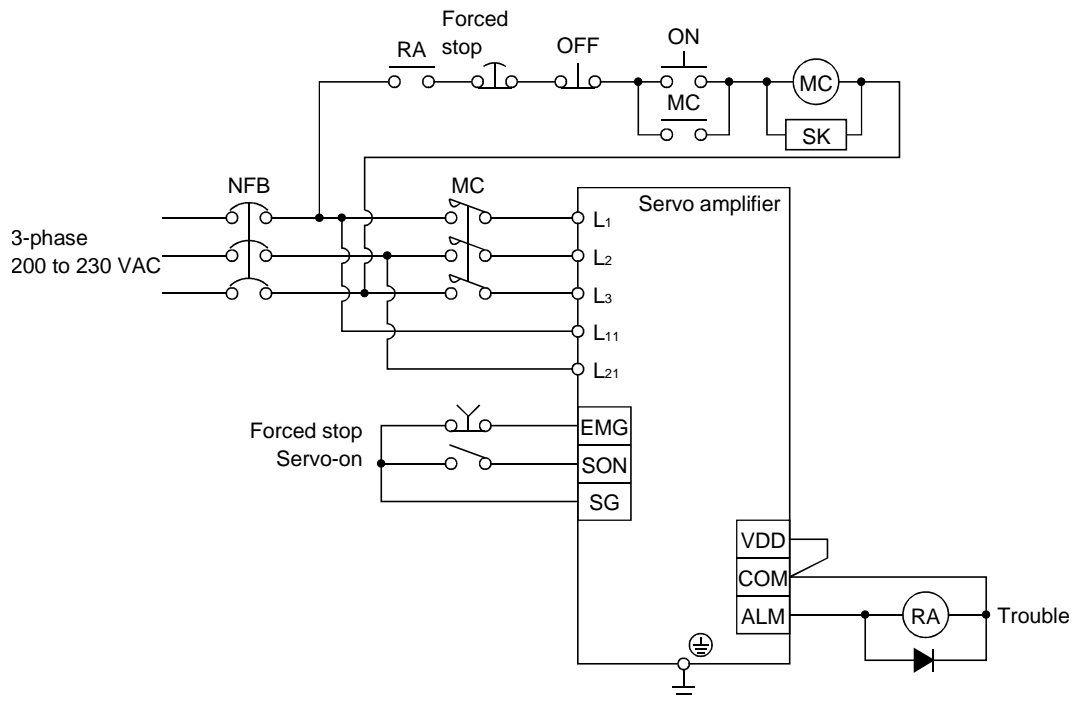 Forced
stop
RA
OFF
ON
MC
MC
SK
NFB
MC
Servo amplifier
3-phase
200 to 230 VAC
L1
L2
L3
L11
L21
Forced stop
Servo-on
EMG
SON
SG
VDD
COM
ALM
RA
Trouble